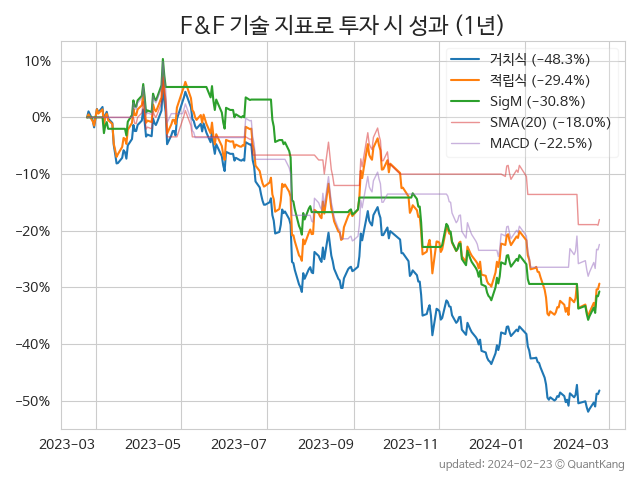 F&F 기술 지표로 투자 시 성과 (1년)
거치식 (−48.3%)
적립식 (−29.4%)
SigM (−30.8%)
SMA(20) (−18.0%)
MACD (−22.5%)
10%
0%
−10%
−20%
−30%
−40%
−50%
2023−03
2023−05
2023−07
2023−09
2023−11
2024−01
2024−03
updated: 2024−02−23 ⓒ QuantKang